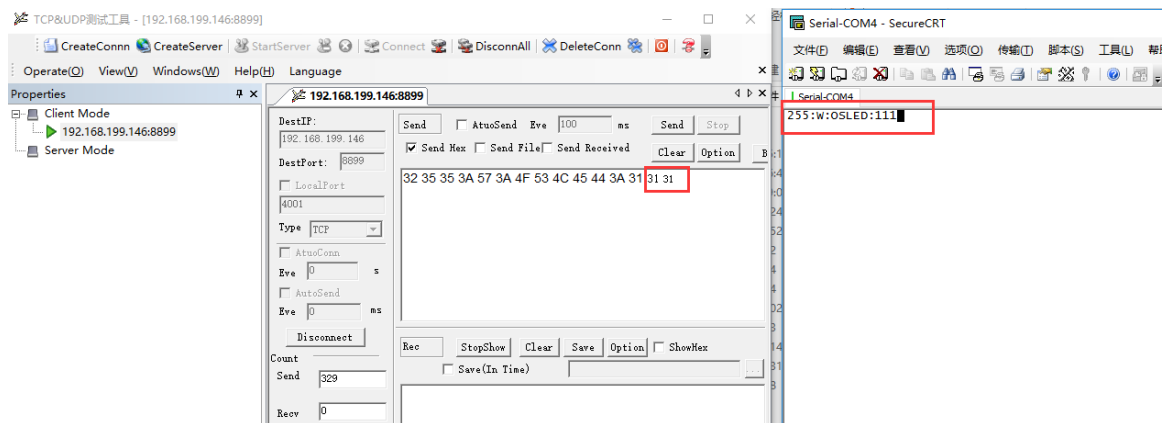 TCP&UDP测试工具 - [192.168.199.146:8899]
CreateConnn CreateServer StartServer Connect DisconnAll DeleteConn
Operate(O) View(V) Windows(W) Help(H) Language
Properties
Client Mode
192.168.199.146:8899
Server Mode
192.168.199.146:8899
DestIP:
192.168.199.146
DestPort: 8899
LocalPort
4001
Type TCP
AtuoConn
Eve 0 s
AutoSend
Eve 0 ms
Disconnect
Count
Send 329
Recv 0
Send AtuoSend Eve 100 ms Send Stop
Send Hex Send File Send Received Clear Option B
32 35 35 3A 57 3A 4F 53 4C 45 44 3A 31 31 31
Rec StopShow Clear Save Option ShowHex
Save(In Time) ...
Serial-COM4 - SecureCRT
文件(F) 编辑(E) 查看(V) 选项(O) 传输(T) 脚本(S) 工具(L)
Serial-COM4
255:W:OSLED:111